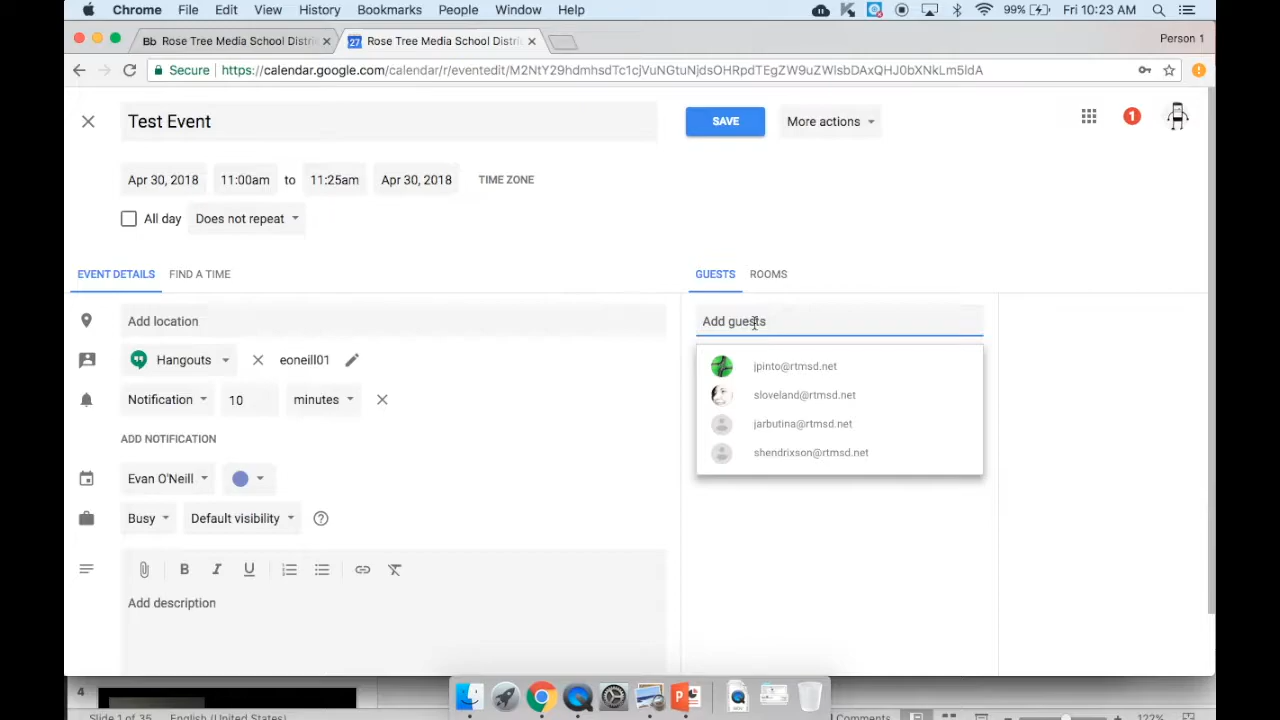 Chrome File Edit View History Bookmarks People Window Help 99% Fri 10:23 AM
Bb Rose Tree Media School Distri 27 Rose Tree Media School Distri Person 1
Secure https://calendar.google.com/calendar/r/eventedit/
Test Event SAVE More actions 1
Apr 30, 2018 11:00am to 11:25am Apr 30, 2018 TIME ZONE
All day Does not repeat
EVENT DETAILS FIND A TIME GUESTS ROOMS
Add location Add guests
Hangouts eoneill01 jpinto@rtmsd.net
Notification 10 minutes sloveland@rtmsd.net
jarbutina@rtmsd.net
ADD NOTIFICATION shendrixson@rtmsd.net
Evan O'Neill
Busy Default visibility ?
B I U
Add description
4
Slide 1 of 35 English (United States) Comments 122%